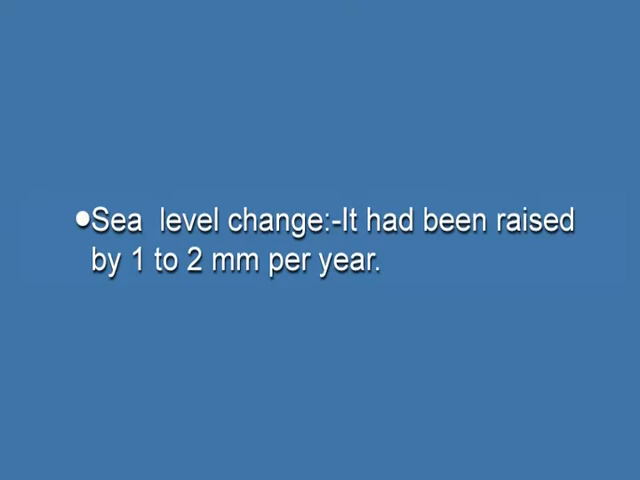 ●Sea  level change:-It had been raised
by 1 to 2 mm per year.